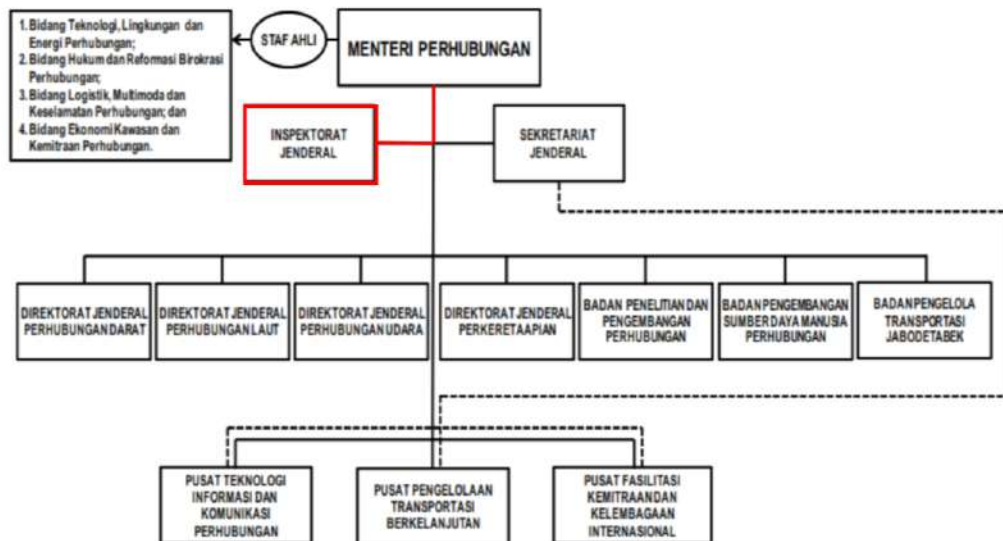 1. Bidang Teknologi, Lingkungan dan
Energi Perhubungan;
2. Bidang Hukum dan Reformasi Birokrasi
Perhubungan;
3. Bidang Logistik, Multimoda dan
Keselamatan Perhubungan; dan
4. Bidang Ekonomi Kawasan dan
Kemitraan Perhubungan.
STAF AHLI
MENTERI PERHUBUNGAN
INSPEKTORAT
JENDERAL
SEKRETARIAT
JENDERAL
DIREKTORAT JENDERAL
PERHUBUNGAN DARAT
DIREKTORAT JENDERAL
PERHUBUNGAN LAUT
DIREKTORAT JENDERAL
PERHUBUNGAN UDARA
DIREKTORAT JENDERAL
PERKERETAAPIAN
BADAN PENELITIAN DAN
PENGEMBANGAN
PERHUBUNGAN
BADAN PENGEMBANGAN
SUMBER DAYA MANUSIA
PERHUBUNGAN
BADAN PENGELOLA
TRANSPORTASI
JABODETABEK
PUSAT TEKNOLOGI
INFORMASI DAN
KOMUNIKASI
PERHUBUNGAN
PUSAT PENGELOLAAN
TRANSPORTASI
BERKELANJUTAN
PUSAT FASILITASI
KEMITRAAN DAN
KELEMBAGAAN
INTERNASIONAL